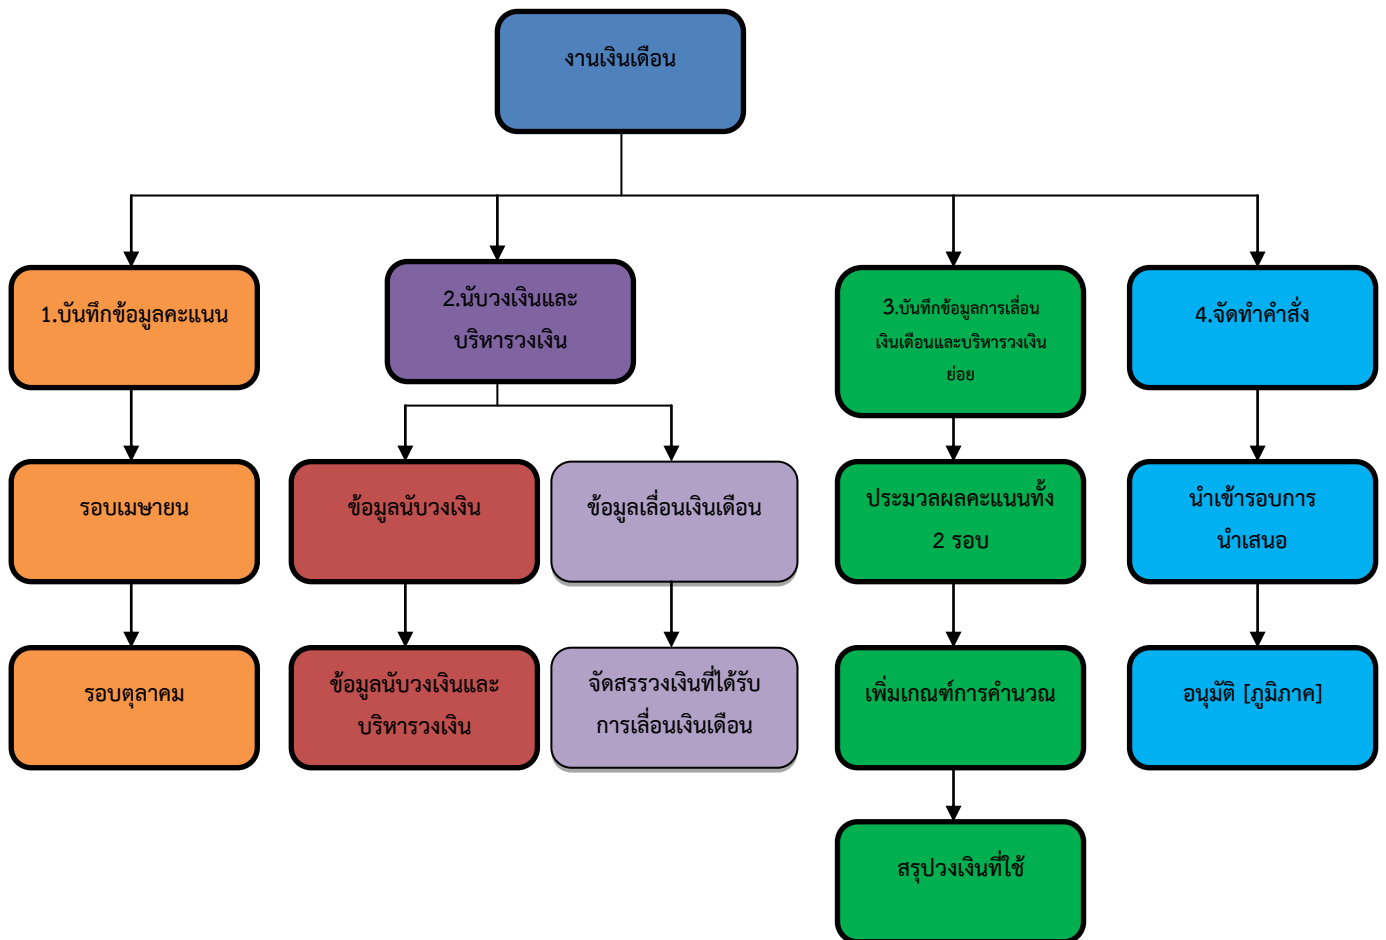 งานเงินเดือน
1.บันทึกข้อมูลคะแนน
2.นับวงเงินและ
บริหารวงเงิน
3.บันทึกข้อมูลการเลื่อน
เงินเดือนและบริหารวงเงิน
ย่อย
4.จัดทำคำสั่ง
รอบเมษายน
ข้อมูลนับวงเงิน
ข้อมูลเลื่อนเงินเดือน
ประมวลผลคะแนนทั้ง
2 รอบ
นำเข้ารอบการ
นำเสนอ
รอบตุลาคม
ข้อมูลนับวงเงินและ
บริหารวงเงิน
จัดสรรวงเงินที่ได้รับ
การเลื่อนเงินเดือน
เพิ่มเกณฑ์การคำนวณ
อนุมัติ [ภูมิภาค]
สรุปวงเงินที่ใช้